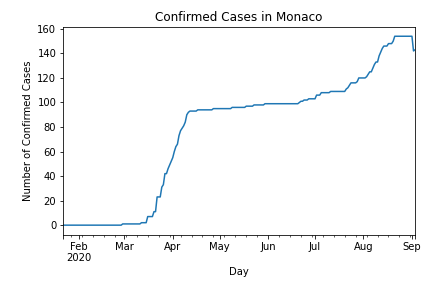 Confirmed Cases in Monaco
160
140
120
100
80
60
40
20
0
Number of Confirmed Cases
Feb Mar Apr May Jun Jul Aug Sep
2020
Day